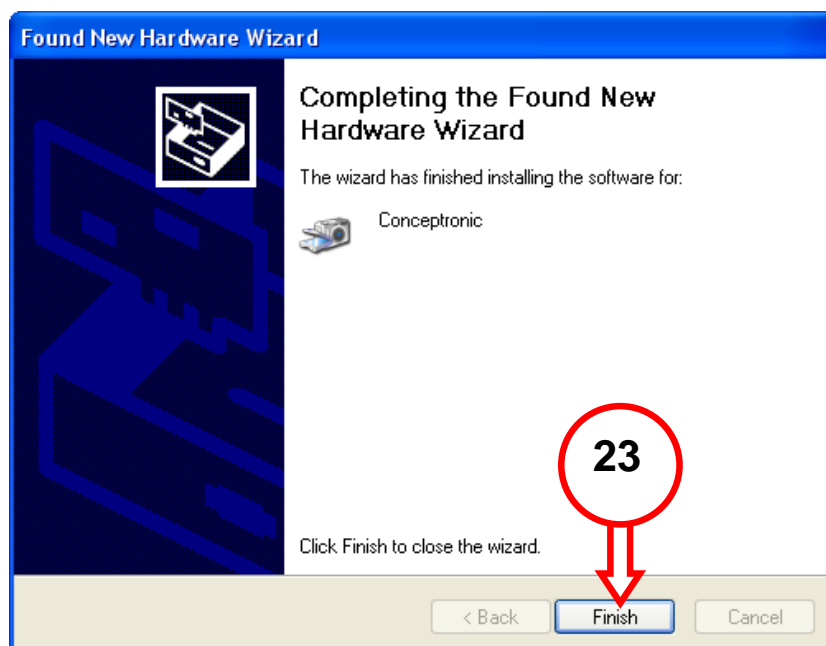 Found New Hardware Wizard
Completing the Found New
Hardware Wizard
The wizard has finished installing the software for:
Conceptronic
23
Click Finish to close the wizard.
< Back
Finish
Cancel